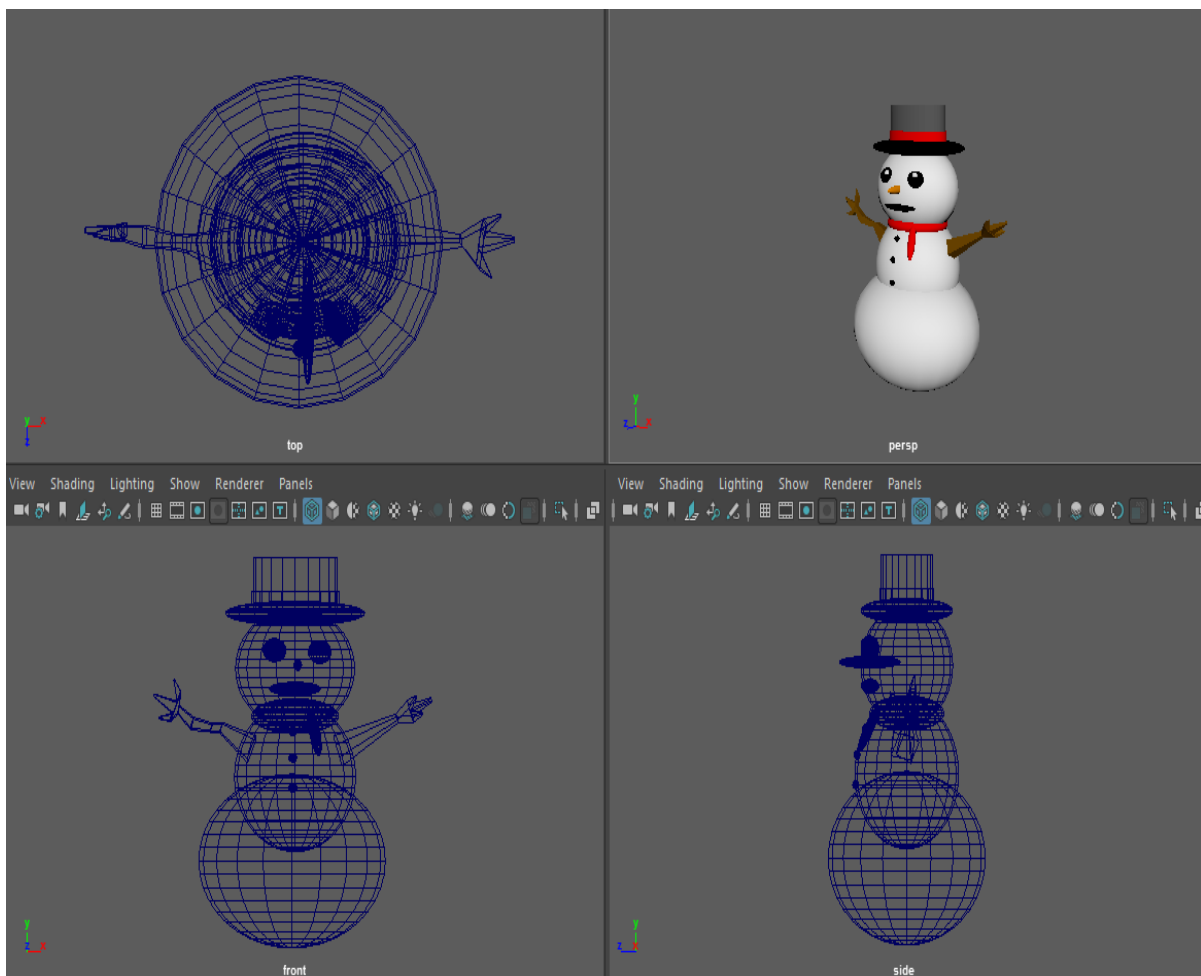 y x
z
top
y
z x
persp
View Shading Lighting Show Renderer Panels
View Shading Lighting Show Renderer Panels
y
z x
front
y
z x
side